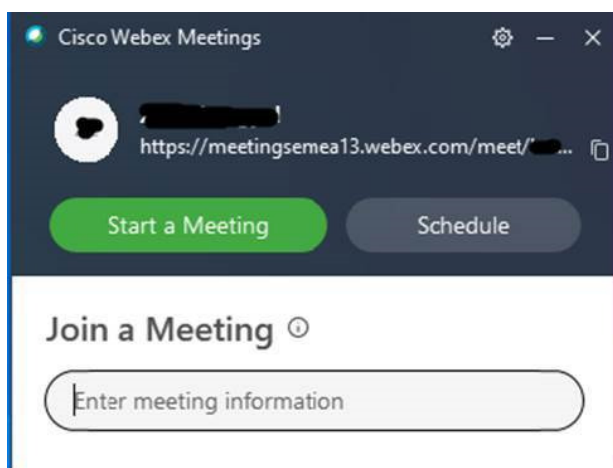 Cisco Webex Meetings
https://meetingsemea13.webex.com/meet/
Start a Meeting
Schedule
Join a Meeting
Enter meeting information